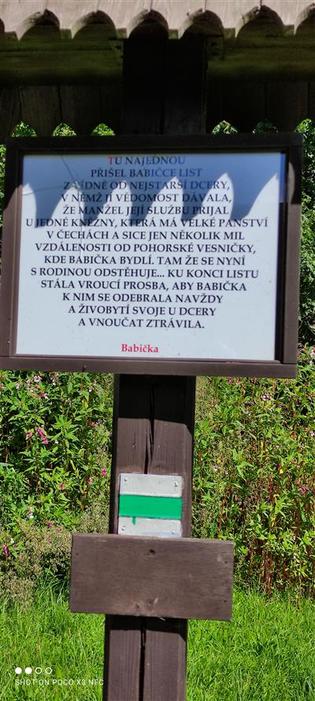 TU NAJEDNOU
PŘIŠEL BABIČCE LIST
Z VÍDNĚ OD NEJSTARŠÍ DCERY,
V NĚMŽ JÍ VĚDOMOST DÁVALA,
ŽE MANŽEL JEJÍ SLUŽBU PŘIJAL
U JEDNÉ KNĚŽNY, KTERÁ MÁ VELKÉ PANSTVÍ
V ČECHÁCH A SICE JEN NĚKOLIK MIL
VZDÁLENOSTI OD POHORSKÉ VESNIČKY,
KDE BABIČKA BYDLÍ. TAM ŽE SE NYNÍ
S RODINOU ODSTĚHUJE... KU KONCI LISTU
STÁLA VROUCÍ PROSBA, ABY BABIČKA
K NIM SE ODEBRALA NAVŽDY
A ŽIVOBYTÍ SVOJE U DCERY
A VNOUČAT ZTRÁVILA.
Babička
SHOT ON POCO X3 NFC